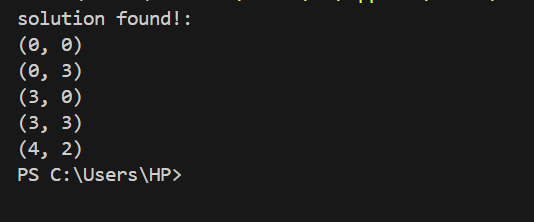 solution found!:
(0, 0)
(0, 3)
(3, 0)
(3, 3)
(4, 2)
PS C:\Users\HP>